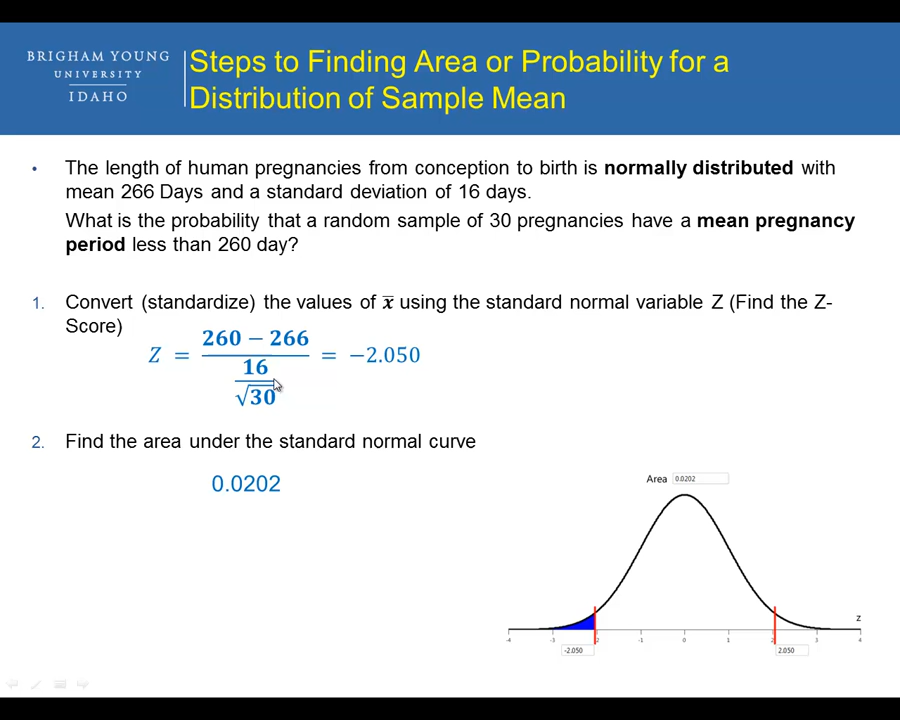 BRIGHAM YOUNG
UNIVERSITY
IDAHO
Steps to Finding Area or Probability for a
Distribution of Sample Mean
• The length of human pregnancies from conception to birth is normally distributed with
mean 266 Days and a standard deviation of 16 days.
What is the probability that a random sample of 30 pregnancies have a mean pregnancy
period less than 260 day?
1. Convert (standardize) the values of x̅ using the standard normal variable Z (Find the Z-
Score)
Z = (260 − 266) / (16 / √30) = −2.050
2. Find the area under the standard normal curve
0.0202
Area 0.0202
z
-4 -3 -2 -1 0 1 2 3 4
-2.050 2.050